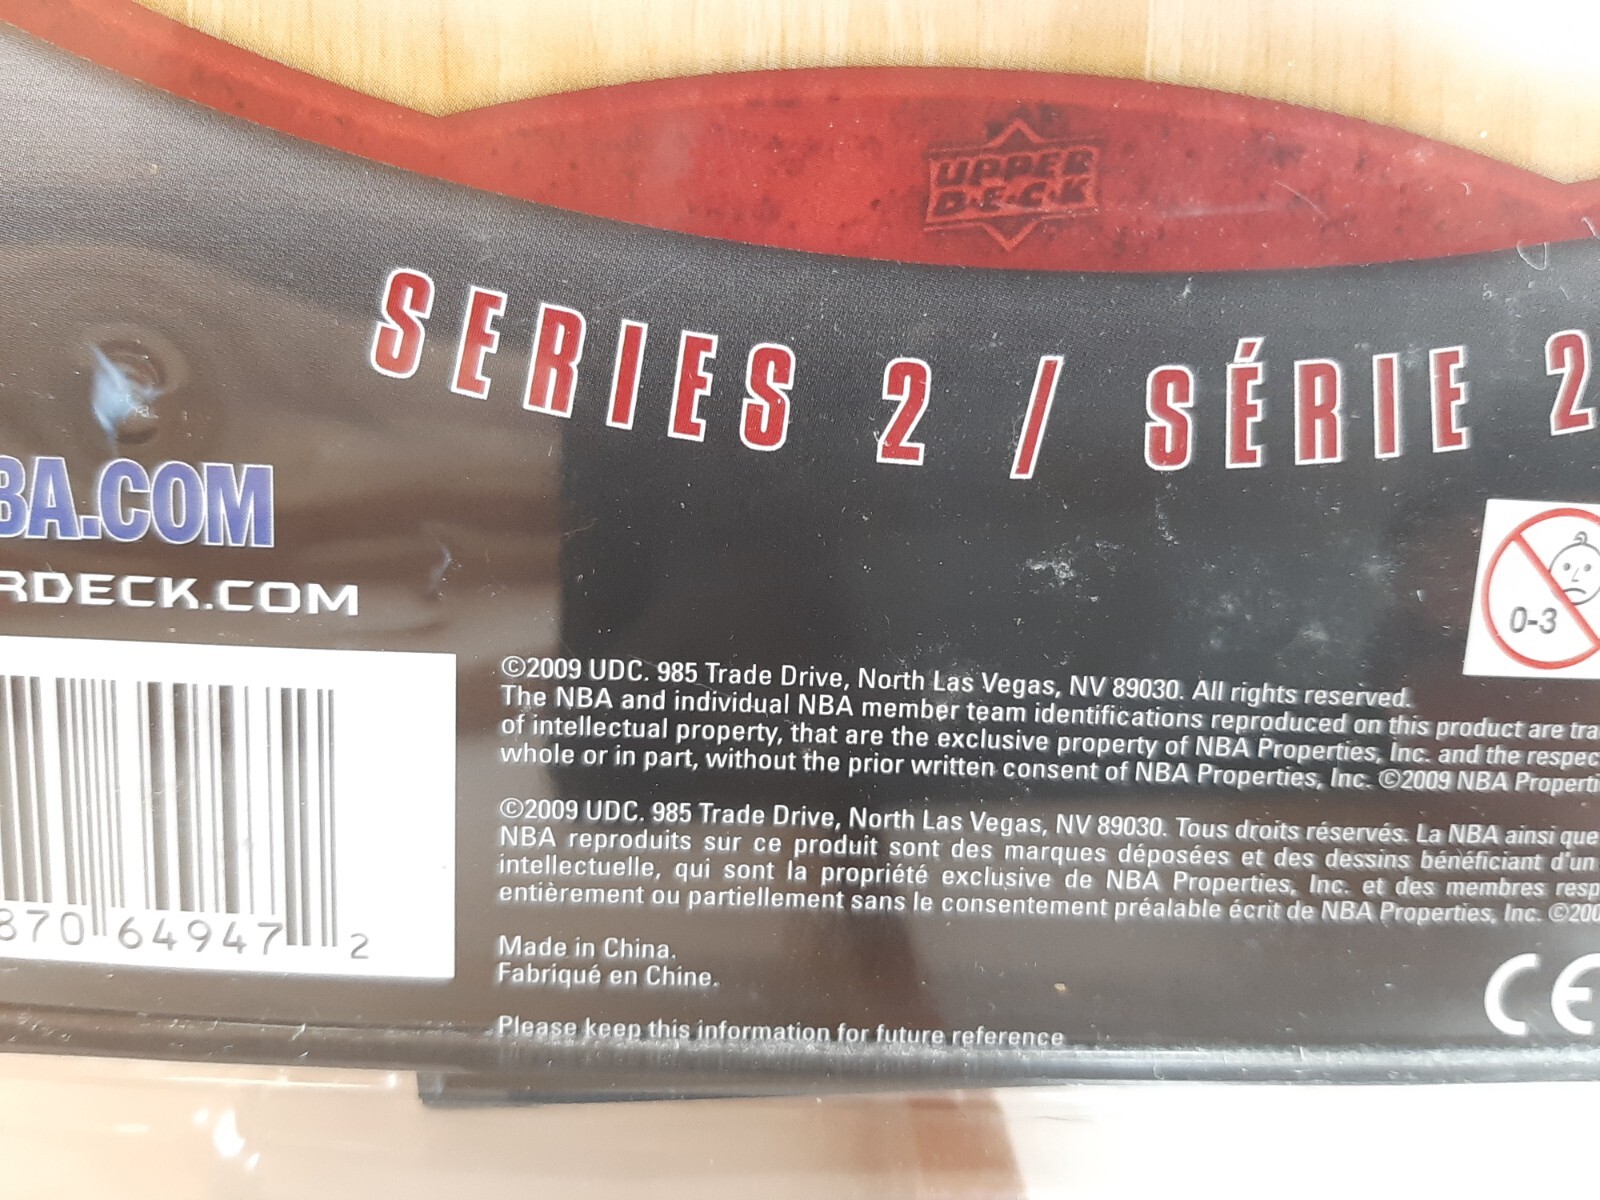 UPPER
D·E·C·K
SERIES 2 / SÉRIE 2
BA.COM
RDECK.COM
0-3
©2009 UDC. 985 Trade Drive, North Las Vegas, NV 89030. All rights reserved.
The NBA and individual NBA member team identifications reproduced on this product are tra
of intellectual property, that are the exclusive property of NBA Properties, Inc. and the respec
whole or in part, without the prior written consent of NBA Properties, Inc. ©2009 NBA Properti
©2009 UDC. 985 Trade Drive, North Las Vegas, NV 89030. Tous droits réservés. La NBA ainsi que
NBA reproduits sur ce produit sont des marques déposées et des dessins bénéficiant d'un
intellectuelle, qui sont la propriété exclusive de NBA Properties, Inc. et des membres resp
entièrement ou partiellement sans le consentement préalable écrit de NBA Properties, Inc. ©200
870 64947 2
Made in China.
Fabriqué en Chine.
CE
Please keep this information for future reference